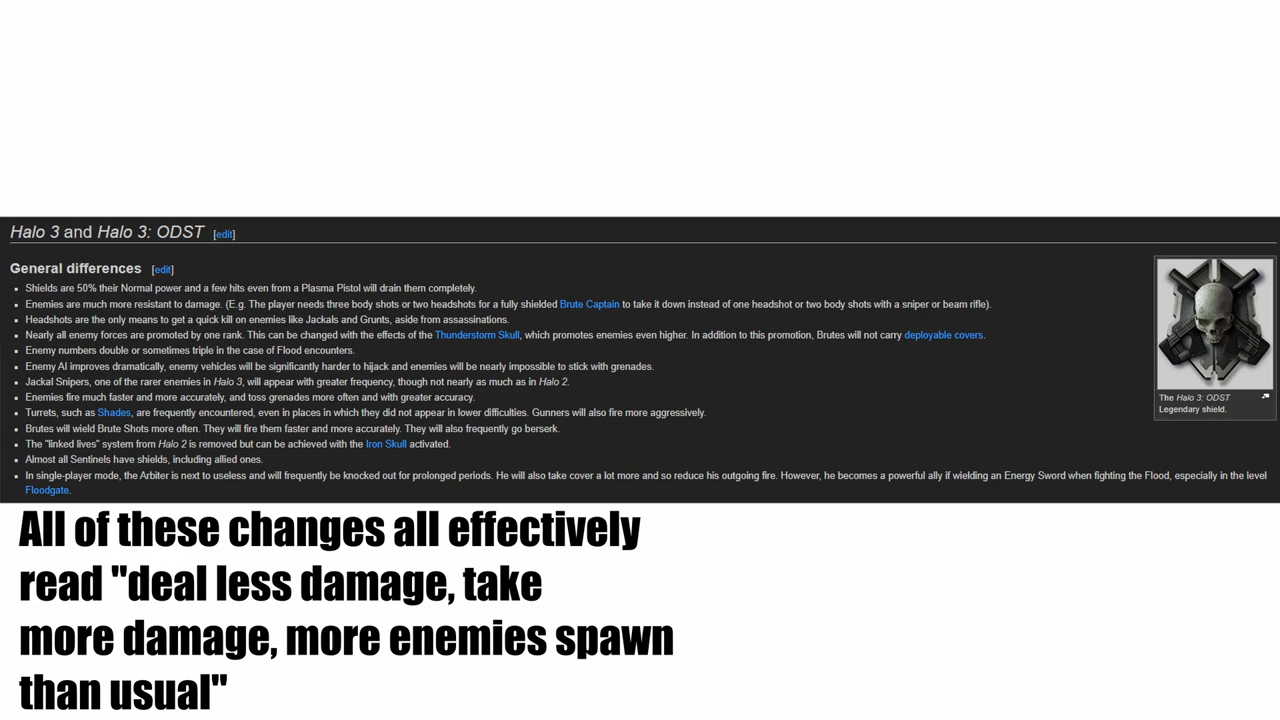 Halo 3 and Halo 3: ODST [edit]
General differences [edit]
Shields are 50% their Normal power and a few hits even from a Plasma Pistol will drain them completely.
Enemies are much more resistant to damage. (E.g. The player needs three body shots or two headshots for a fully shielded Brute Captain to take it down instead of one headshot or two body shots with a sniper or beam rifle).
Headshots are the only means to get a quick kill on enemies like Jackals and Grunts, aside from assassinations.
Nearly all enemy forces are promoted by one rank. This can be changed with the effects of the Thunderstorm Skull, which promotes enemies even higher. In addition to this promotion, Brutes will not carry deployable covers.
Enemy numbers double or sometimes triple in the case of Flood encounters.
Enemy AI improves dramatically, enemy vehicles will be significantly harder to hijack and enemies will be nearly impossible to stick with grenades.
Jackal Snipers, one of the rarer enemies in Halo 3, will appear with greater frequency, though not nearly as much as in Halo 2.
Enemies fire much faster and more accurately, and toss grenades more often and with greater accuracy.
Turrets, such as Shades, are frequently encountered, even in places in which they did not appear in lower difficulties. Gunners will also fire more aggressively.
Brutes will wield Brute Shots more often. They will fire them faster and more accurately. They will also frequently go berserk.
The "linked lives" system from Halo 2 is removed but can be achieved with the Iron Skull activated.
Almost all Sentinels have shields, including allied ones.
In single-player mode, the Arbiter is next to useless and will frequently be knocked out for prolonged periods. He will also take cover a lot more and so reduce his outgoing fire. However, he becomes a powerful ally if wielding an Energy Sword when fighting the Flood, especially in the level
Floodgate.
The Halo 3: ODST
Legendary shield.
All of these changes all effectively
read "deal less damage, take
more damage, more enemies spawn
than usual"